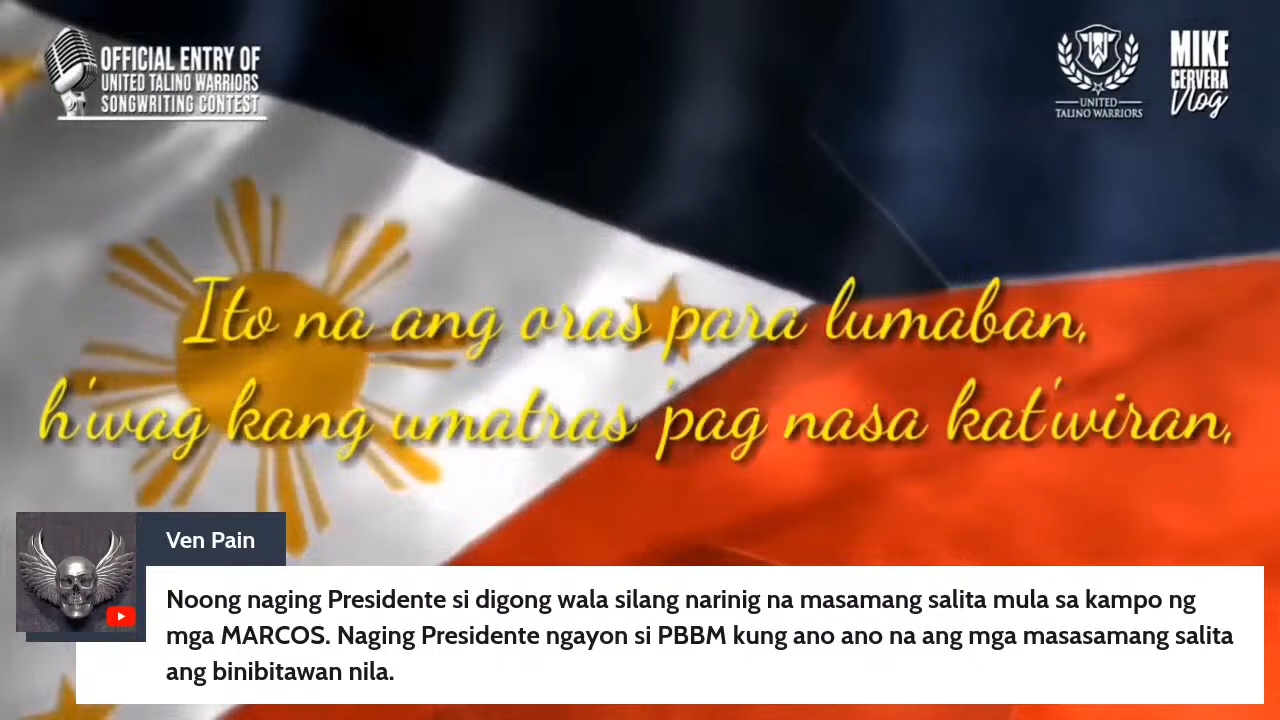 OFFICIAL ENTRY OF
UNITED TALINO WARRIORS
SONGWRITING CONTEST
UNITED
TALINO WARRIORS
MIKE
CERVERA
Vlog
Ito na ang oras para lumaban,
h'wag kang umatras 'pag nasa kat'wiran,
Ven Pain
Noong naging Presidente si digong wala silang narinig na masamang salita mula sa kampo ng
mga MARCOS. Naging Presidente ngayon si PBBM kung ano ano na ang mga masasamang salita
ang binibitawan nila.